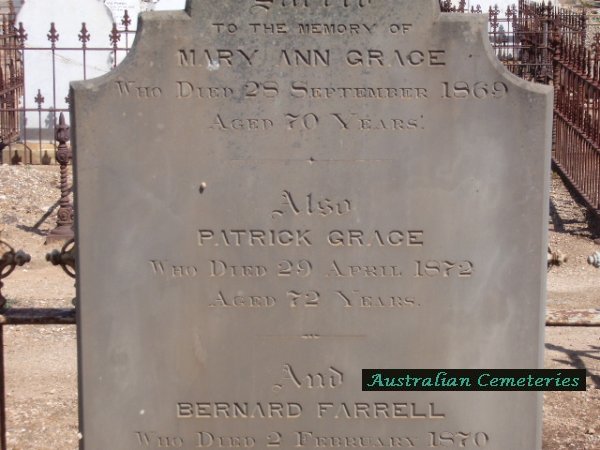 Sacred
TO THE MEMORY OF
MARY ANN GRACE
WHO DIED 28 SEPTEMBER 1869
AGED 70 YEARS.
Also
PATRICK GRACE
WHO DIED 29 APRIL 1872
AGED 72 YEARS.
And
BERNARD FARRELL
WHO DIED 2 FEBRUARY 1870
Australian Cemeteries